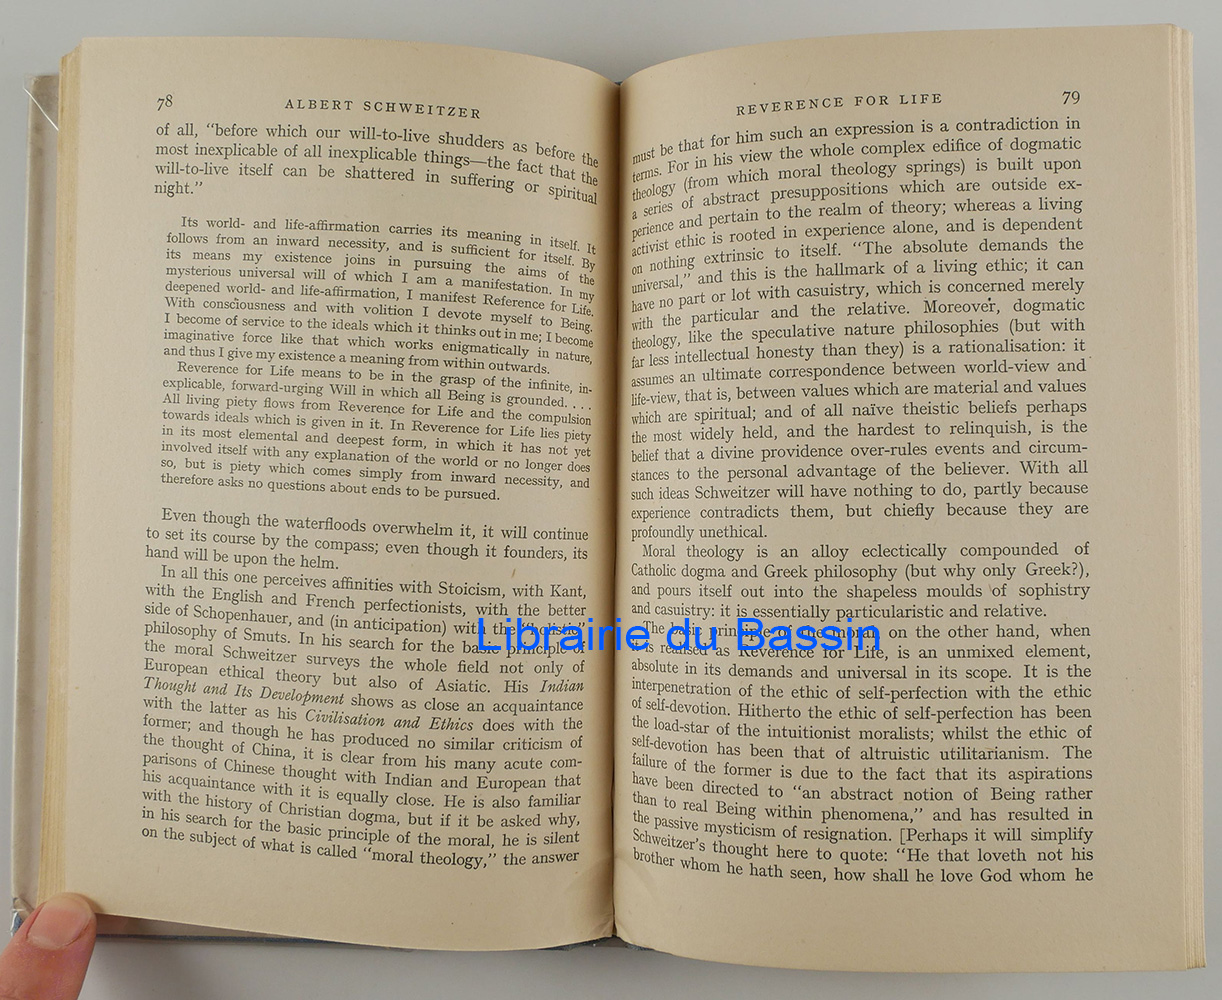 78
ALBERT SCHWEITZER
of all, "before which our will-to-live shudders as before the
most inexplicable of all inexplicable things—the fact that the
will-to-live itself can be shattered in suffering or spiritual
night."
Its world- and life-affirmation carries its meaning in itself. It
follows from an inward necessity, and is sufficient for itself. By
its means my existence joins in pursuing the aims of the
mysterious universal will of which I am a manifestation. In my
deepened world- and life-affirmation, I manifest Reference for Life.
With consciousness and with volition I devote myself to Being.
I become of service to the ideals which it thinks out in me; I become
imaginative force like that which works enigmatically in nature,
and thus I give my existence a meaning from within outwards.
Reverence for Life means to be in the grasp of the infinite, in-
explicable, forward-urging Will in which all Being is grounded. . . .
All living piety flows from Reverence for Life and the compulsion
towards ideals which is given in it. In Reverence for Life lies piety
in its most elemental and deepest form, in which it has not yet
involved itself with any explanation of the world or no longer does
so, but is piety which comes simply from inward necessity, and
therefore asks no questions about ends to be pursued.
Even though the waterfloods overwhelm it, it will continue
to set its course by the compass; even though it founders, its
hand will be upon the helm.
In all this one perceives affinities with Stoicism, with Kant,
with the English and French perfectionists, with the better
side of Schopenhauer, and (in anticipation) with the "holistic"
philosophy of Smuts. In his search for the basic principle of
the moral Schweitzer surveys the whole field not only of
European ethical theory but also of Asiatic. His Indian
Thought and Its Development shows as close an acquaintance
with the latter as his Civilisation and Ethics does with the
former; and though he has produced no similar criticism of
the thought of China, it is clear from his many acute com-
parisons of Chinese thought with Indian and European that
his acquaintance with it is equally close. He is also familiar
with the history of Christian dogma, but if it be asked why,
in his search for the basic principle of the moral, he is silent
on the subject of what is called "moral theology," the answer
REVERENCE FOR LIFE
79
must be that for him such an expression is a contradiction in
terms. For in his view the whole complex edifice of dogmatic
theology (from which moral theology springs) is built upon
a series of abstract presuppositions which are outside ex-
perience and pertain to the realm of theory; whereas a living
activist ethic is rooted in experience alone, and is dependent
on nothing extrinsic to itself. "The absolute demands the
universal," and this is the hallmark of a living ethic; it can
have no part or lot with casuistry, which is concerned merely
with the particular and the relative. Moreover, dogmatic
theology, like the speculative nature philosophies (but with
far less intellectual honesty than they) is a rationalisation: it
assumes an ultimate correspondence between world-view and
life-view, that is, between values which are material and values
which are spiritual; and of all naïve theistic beliefs perhaps
the most widely held, and the hardest to relinquish, is the
belief that a divine providence over-rules events and circum-
stances to the personal advantage of the believer. With all
such ideas Schweitzer will have nothing to do, partly because
experience contradicts them, but chiefly because they are
profoundly unethical.
Moral theology is an alloy eclectically compounded of
Catholic dogma and Greek philosophy (but why only Greek?),
and pours itself out into the shapeless moulds of sophistry
and casuistry: it is essentially particularistic and relative.
The basic principle of the moral, on the other hand, when
it is realised as Reverence for Life, is an unmixed element,
absolute in its demands and universal in its scope. It is the
interpenetration of the ethic of self-perfection with the ethic
of self-devotion. Hitherto the ethic of self-perfection has been
the load-star of the intuitionist moralists; whilst the ethic of
self-devotion has been that of altruistic utilitarianism. The
failure of the former is due to the fact that its aspirations
have been directed to "an abstract notion of Being rather
than to real Being within phenomena," and has resulted in
the passive mysticism of resignation. [Perhaps it will simplify
Schweitzer's thought here to quote: "He that loveth not his
brother whom he hath seen, how shall he love God whom he
Librairie du Bassin